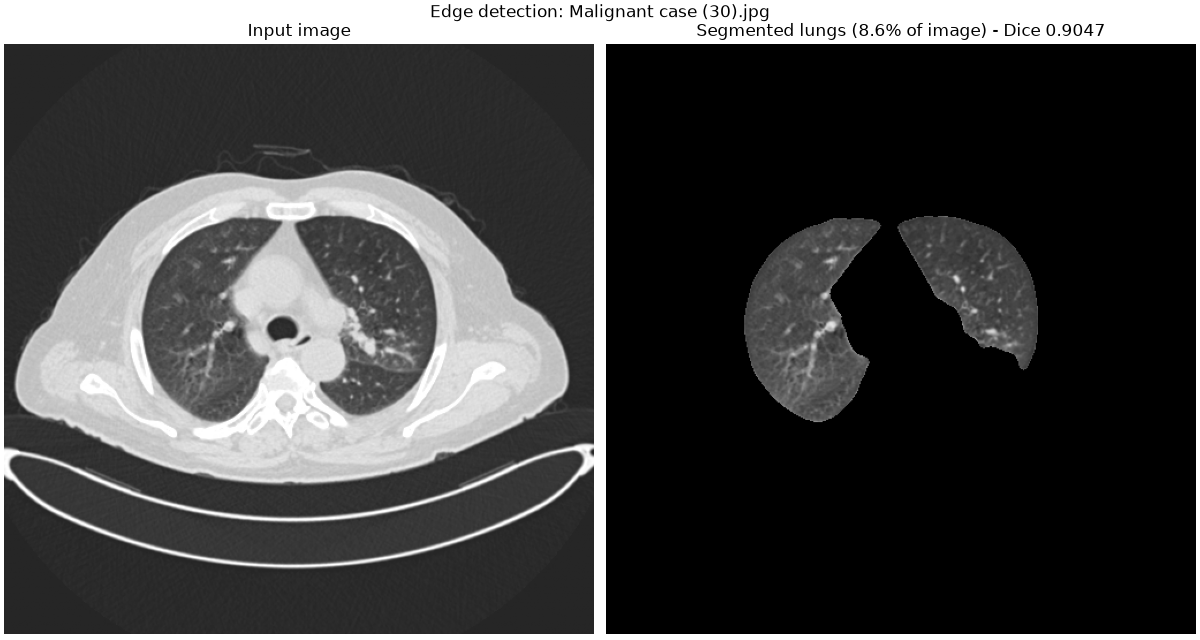 Edge detection: Malignant case (30).jpg
Input image
Segmented lungs (8.6% of image) - Dice 0.9047